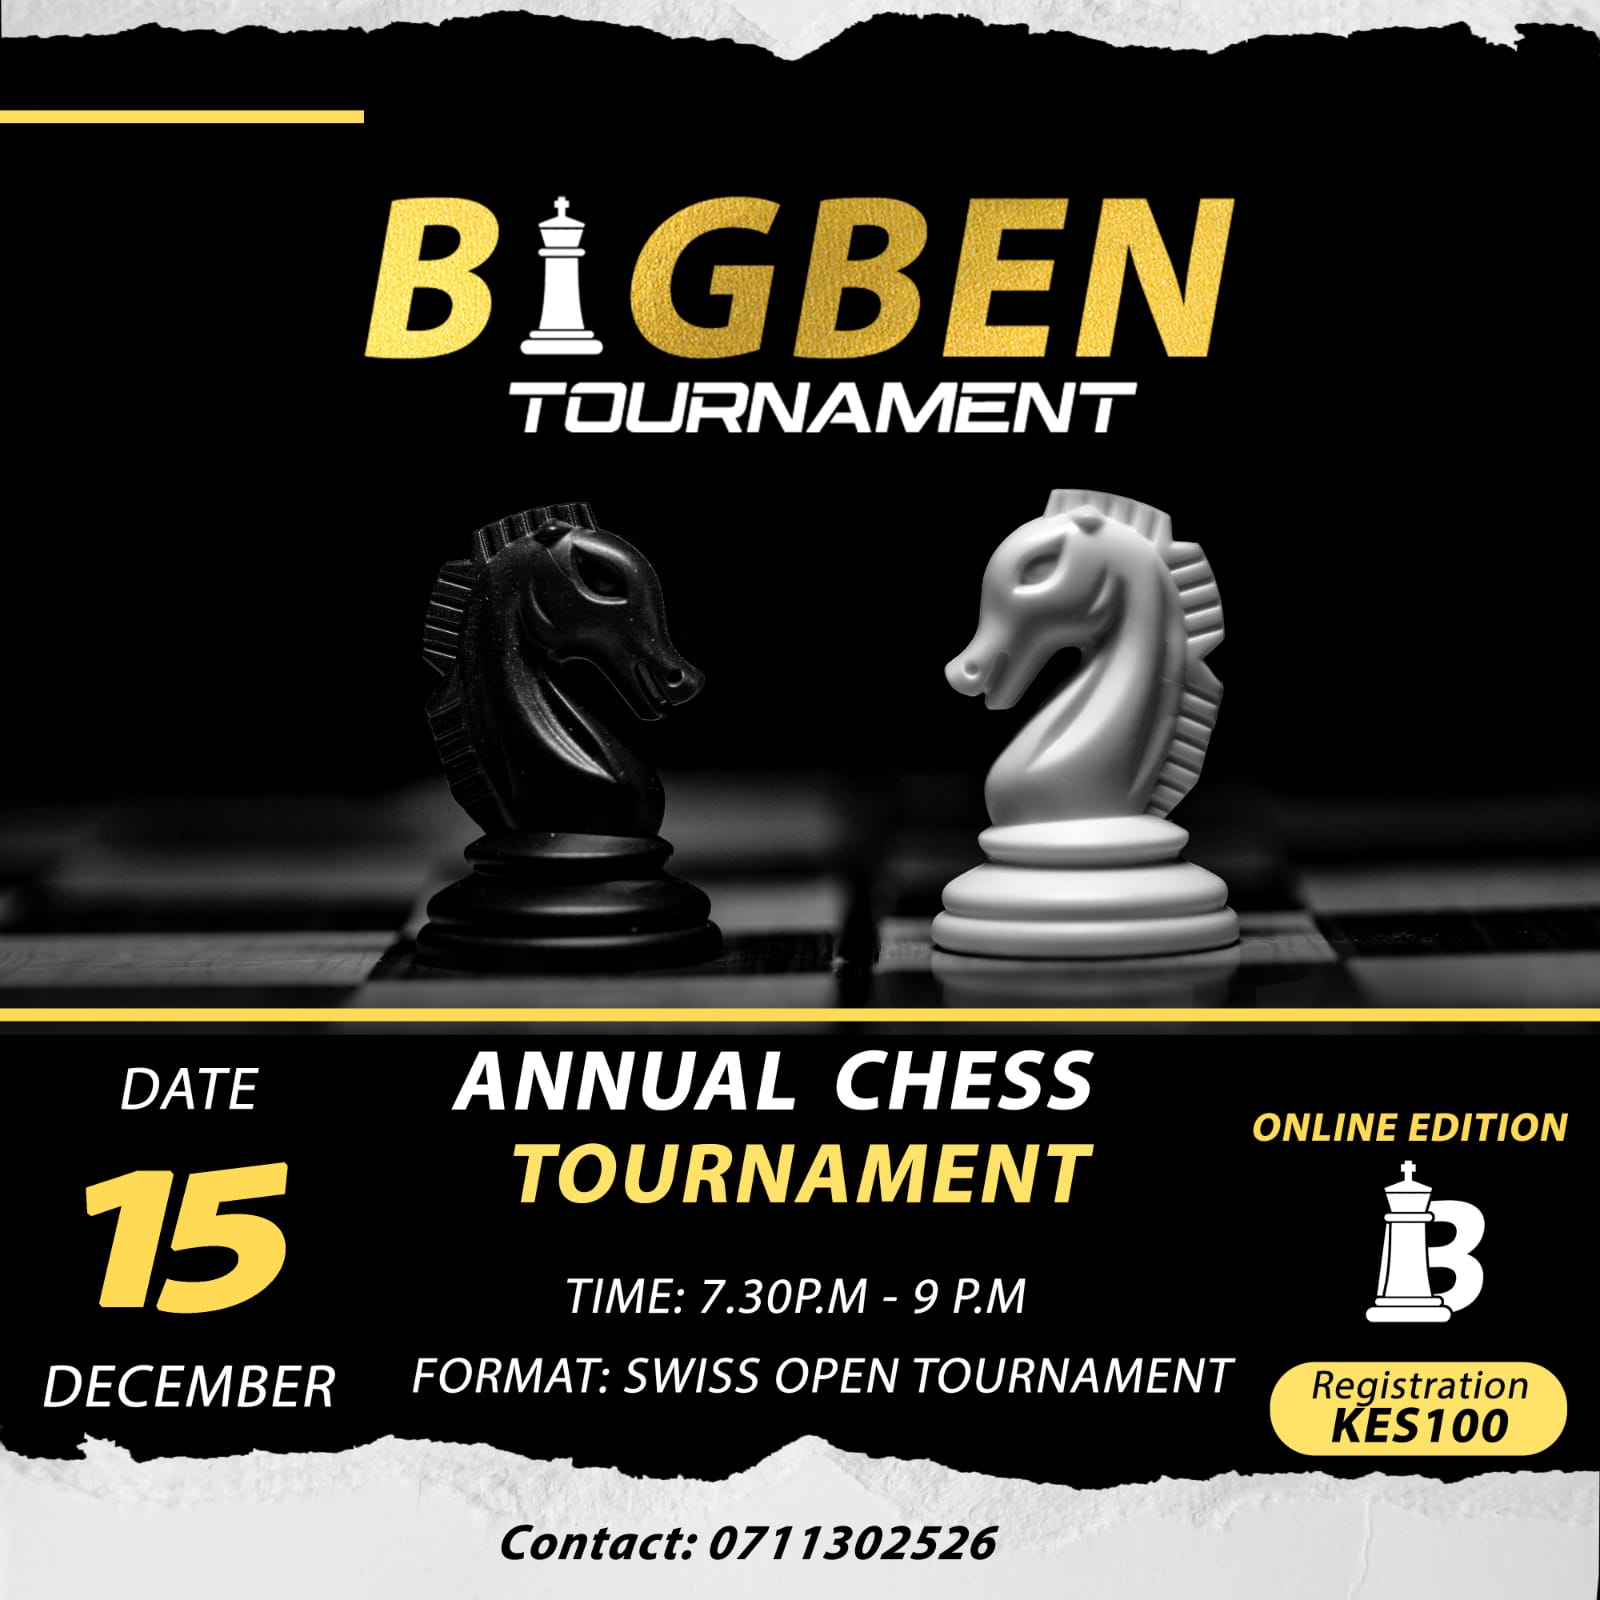 BIGBEN
TOURNAMENT
DATE
15
DECEMBER
ANNUAL CHESS
TOURNAMENT
TIME: 7.30P.M - 9 P.M
FORMAT: SWISS OPEN TOURNAMENT
ONLINE EDITION
B
Registration
KES100
Contact: 0711302526